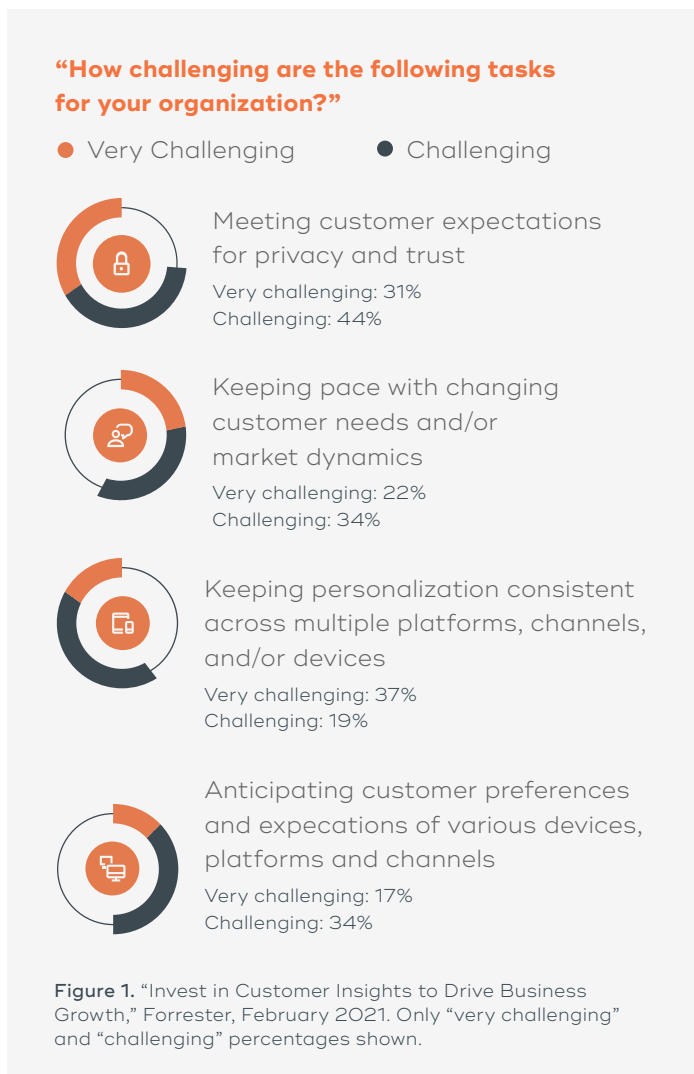 “How challenging are the following tasks
for your organization?”
Very Challenging
Challenging
Meeting customer expectations
for privacy and trust
Very challenging: 31%
Challenging: 44%
Keeping pace with changing
customer needs and/or
market dynamics
Very challenging: 22%
Challenging: 34%
Keeping personalization consistent
across multiple platforms, channels,
and/or devices
Very challenging: 37%
Challenging: 19%
Anticipating customer preferences
and expecations of various devices,
platforms and channels
Very challenging: 17%
Challenging: 34%
Figure 1. “Invest in Customer Insights to Drive Business
Growth,” Forrester, February 2021. Only “very challenging”
and “challenging” percentages shown.